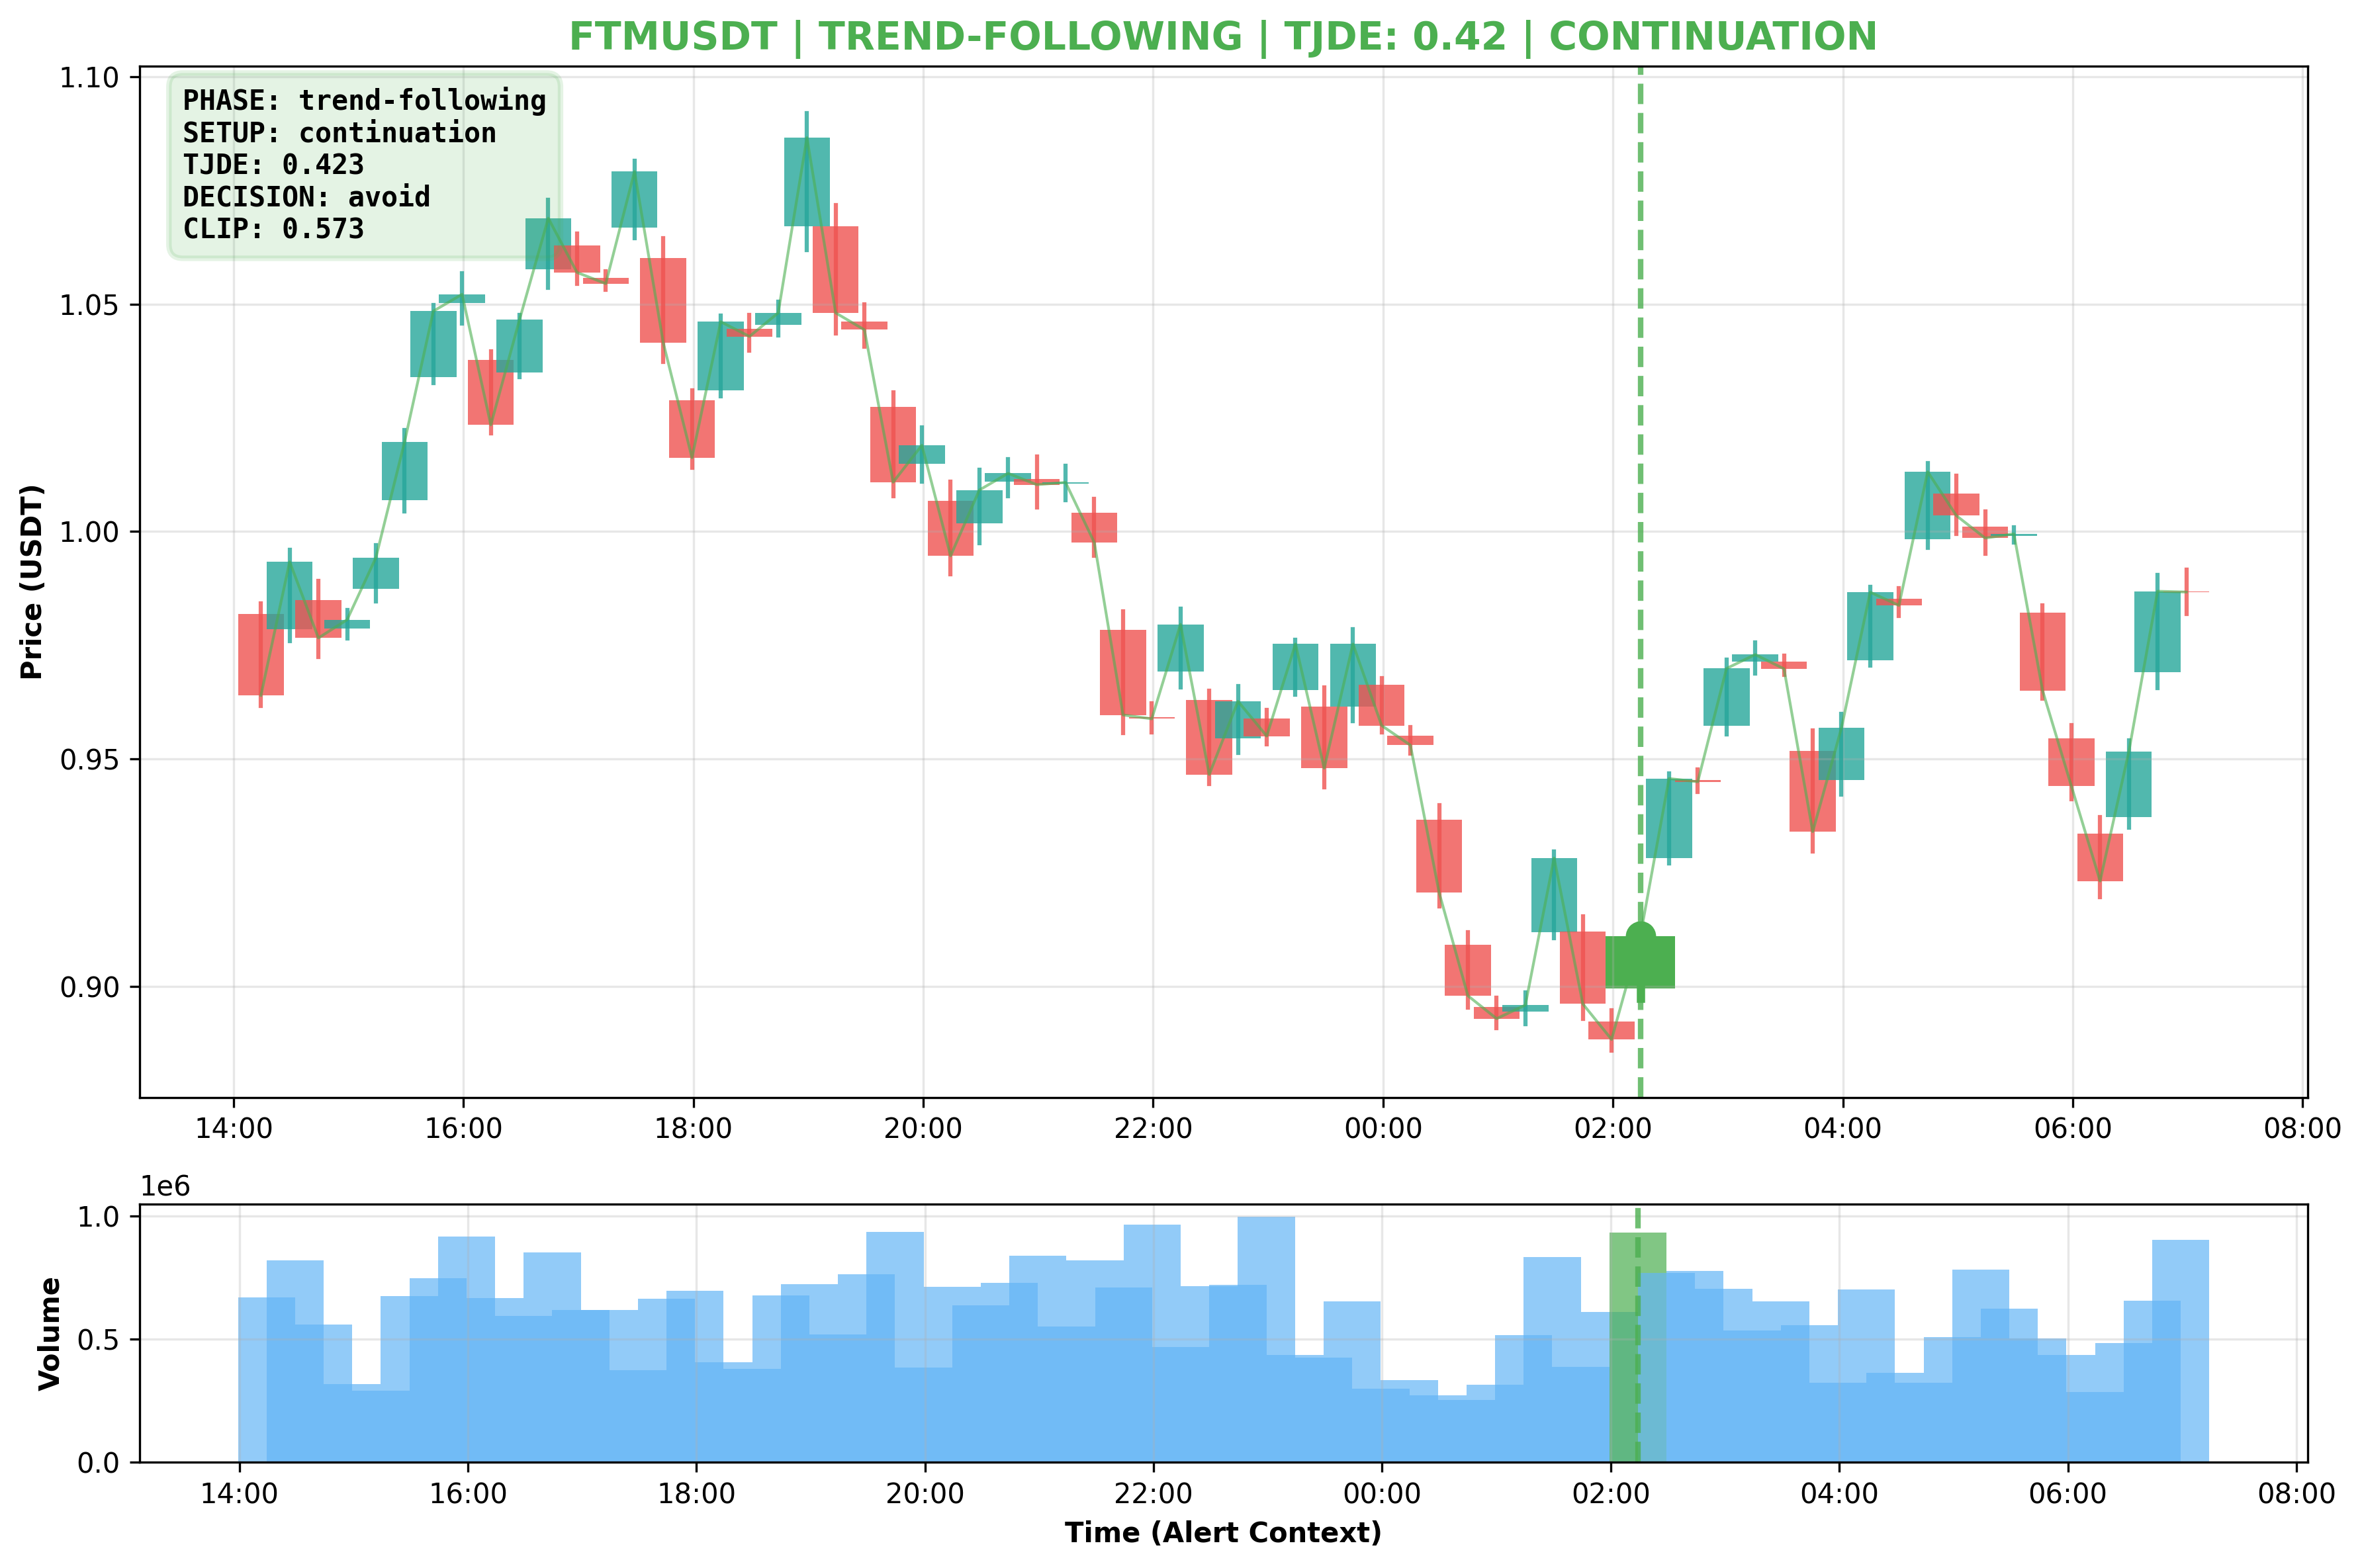 FTMUSDT | TREND-FOLLOWING | TJDE: 0.42 | CONTINUATION
PHASE: trend-following
SETUP: continuation
TJDE: 0.423
DECISION: avoid
CLIP: 0.573
Price (USDT)
1.10
1.05
1.00
0.95
0.90
14:00 16:00 18:00 20:00 22:00 00:00 02:00 04:00 06:00 08:00
1e6
Volume
1.0
0.5
0.0
14:00 16:00 18:00 20:00 22:00 00:00 02:00 04:00 06:00 08:00
Time (Alert Context)